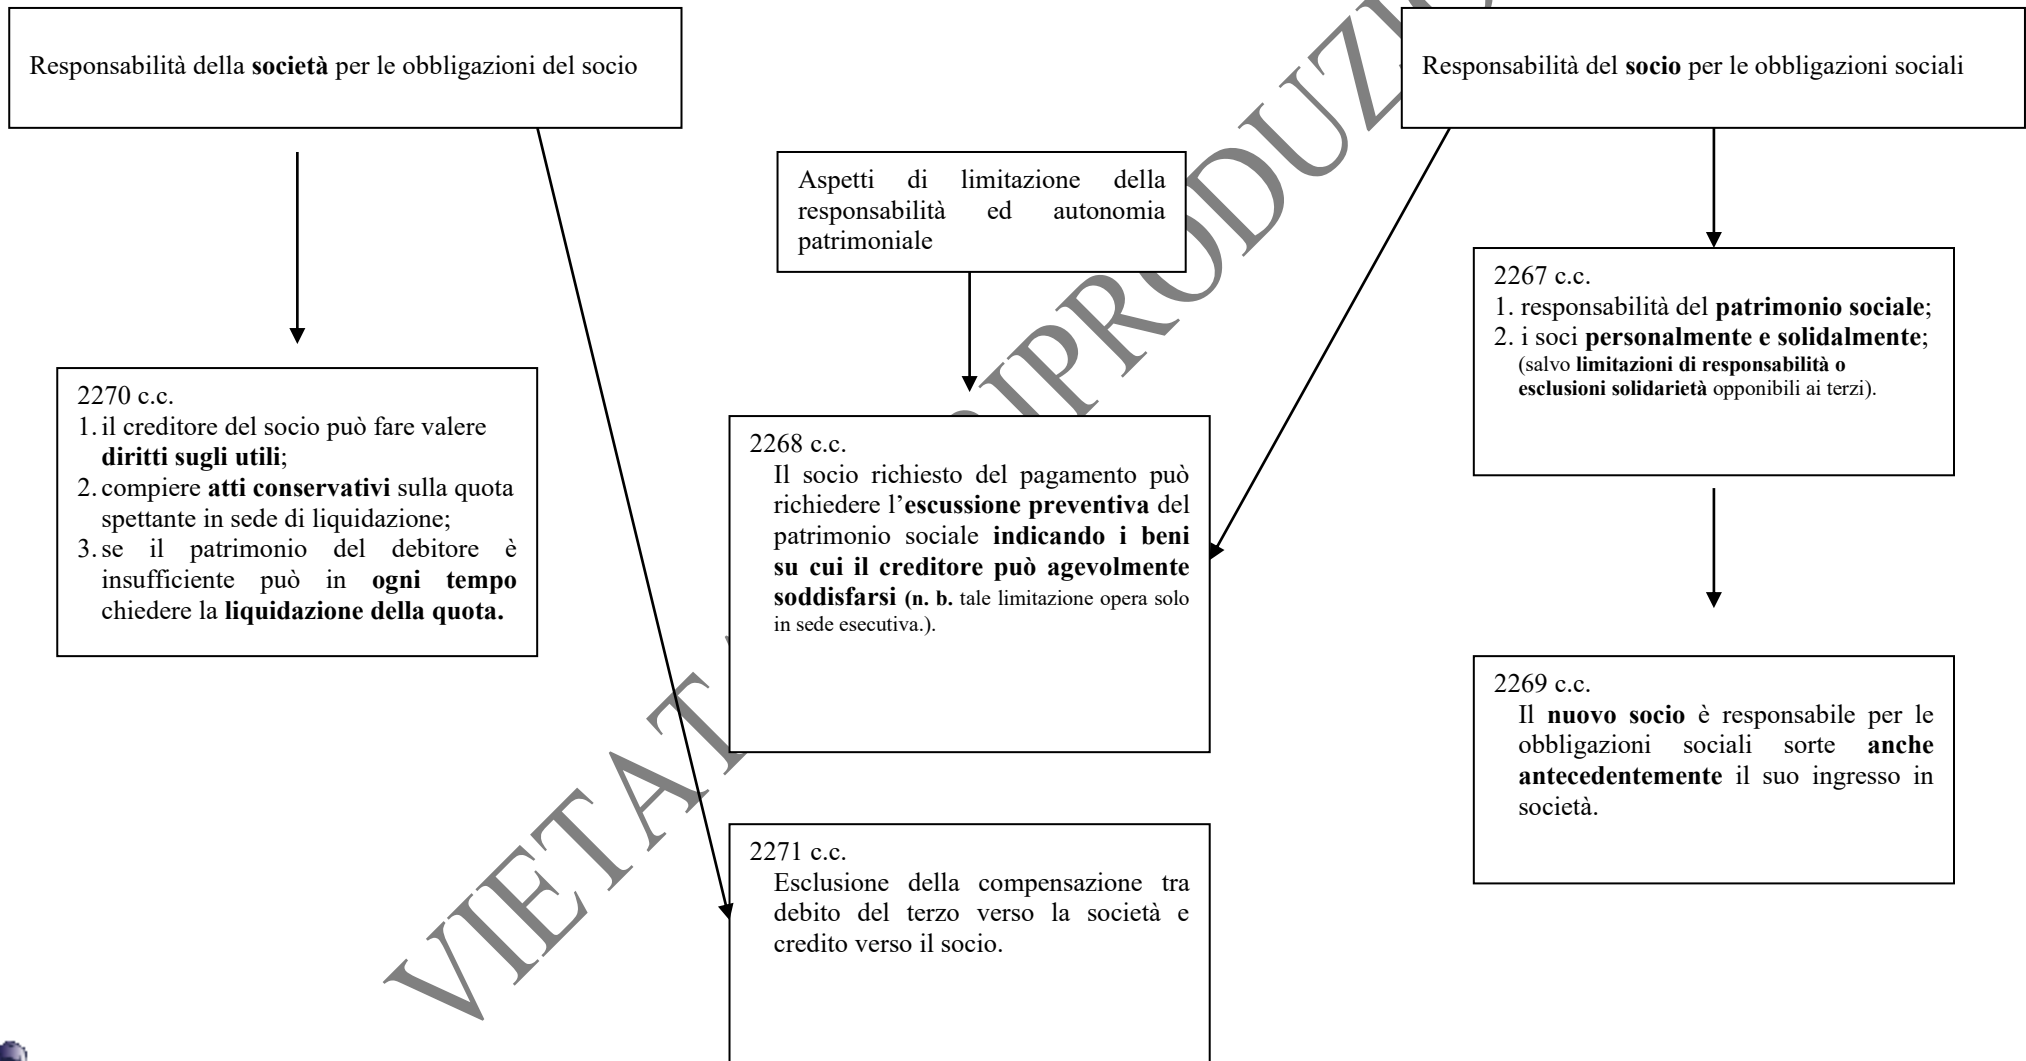 Responsabilità della società per le obbligazioni del socio
Responsabilità del socio per le obbligazioni sociali
Aspetti di limitazione della
responsabilità ed autonomia
patrimoniale
2267 c.c.
1. responsabilità del patrimonio sociale;
2. i soci personalmente e solidalmente;
(salvo limitazioni di responsabilità o
esclusioni solidarietà opponibili ai terzi).
2270 c.c.
1. il creditore del socio può fare valere
diritti sugli utili;
2. compiere atti conservativi sulla quota
spettante in sede di liquidazione;
3. se il patrimonio del debitore è
insufficiente può in ogni tempo
chiedere la liquidazione della quota.
2268 c.c.
Il socio richiesto del pagamento può
richiedere l’escussione preventiva del
patrimonio sociale indicando i beni
su cui il creditore può agevolmente
soddisfarsi (n. b. tale limitazione opera solo
in sede esecutiva.).
2269 c.c.
Il nuovo socio è responsabile per le
obbligazioni sociali sorte anche
antecedentemente il suo ingresso in
società.
2271 c.c.
Esclusione della compensazione tra
debito del terzo verso la società e
credito verso il socio.